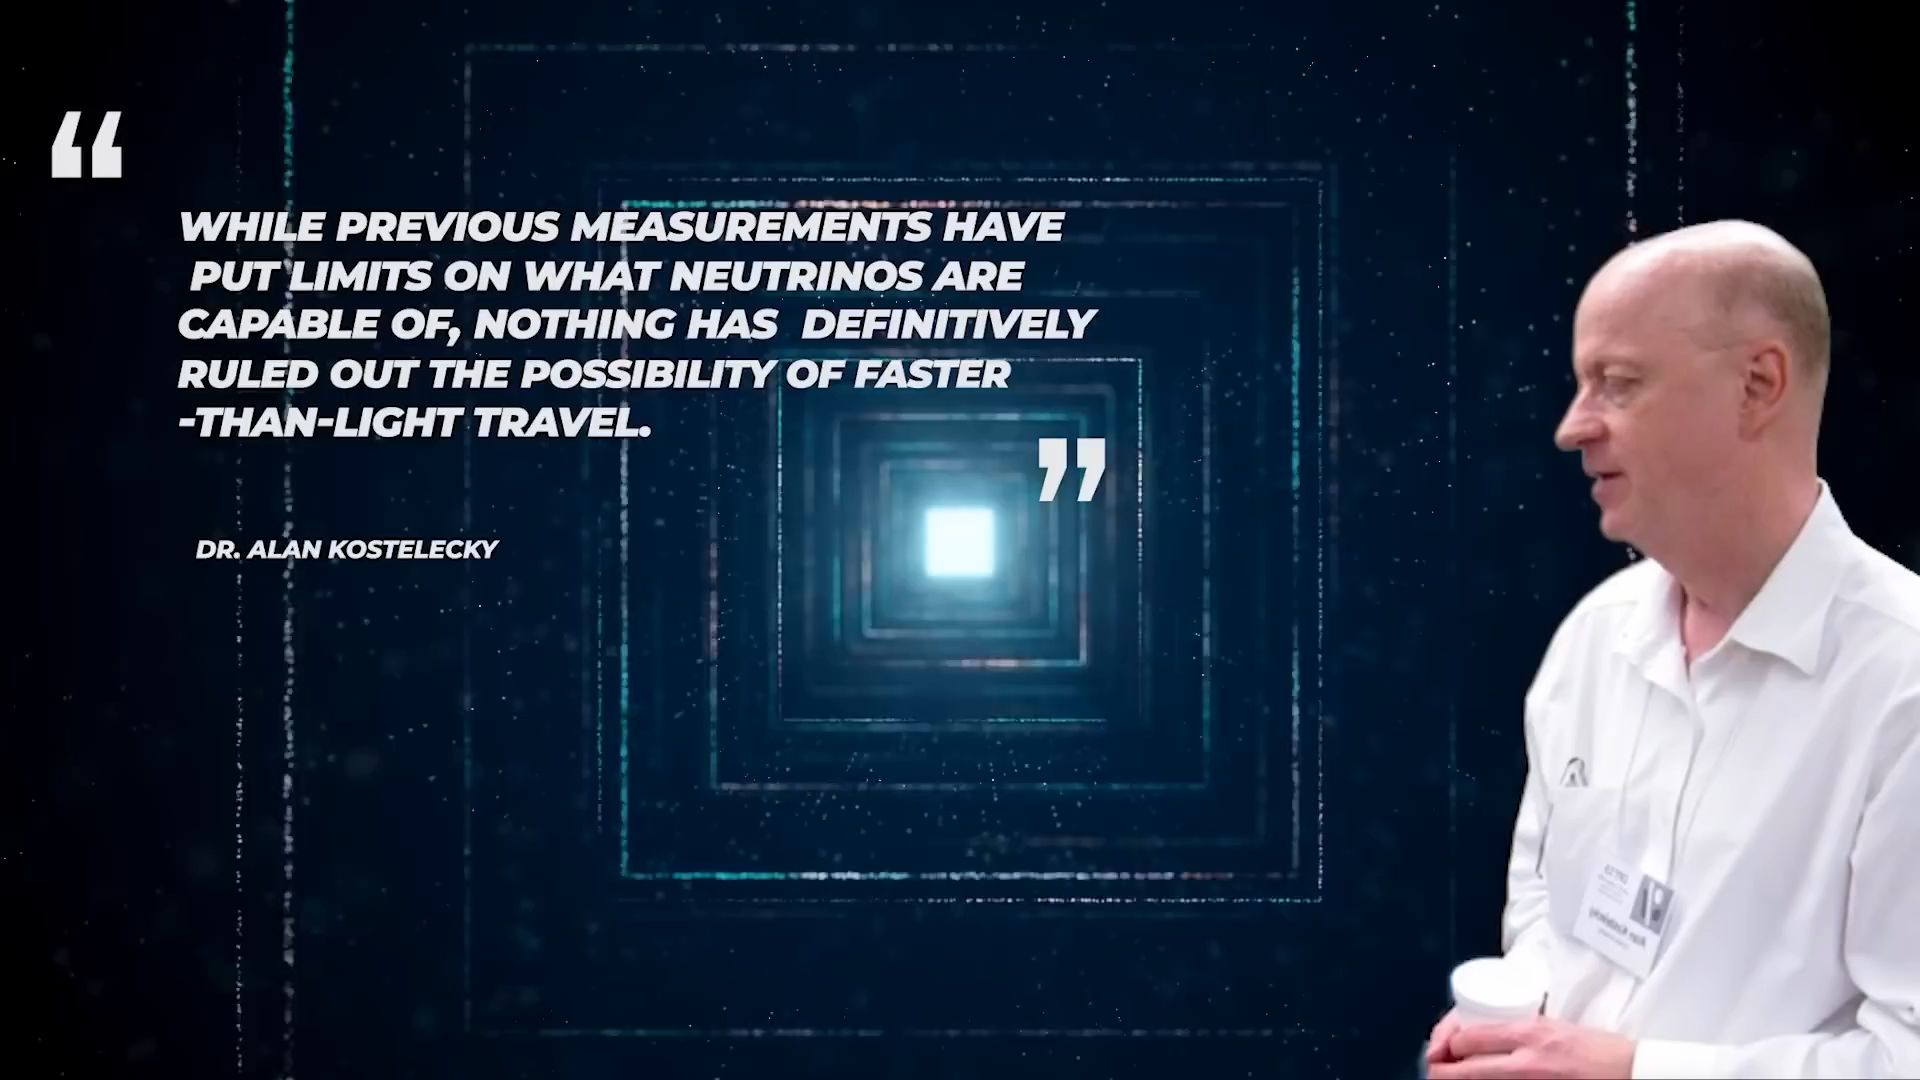 “
WHILE PREVIOUS MEASUREMENTS HAVE
PUT LIMITS ON WHAT NEUTRINOS ARE
CAPABLE OF, NOTHING HAS DEFINITIVELY
RULED OUT THE POSSIBILITY OF FASTER
-THAN-LIGHT TRAVEL.
”
DR. ALAN KOSTELECKY